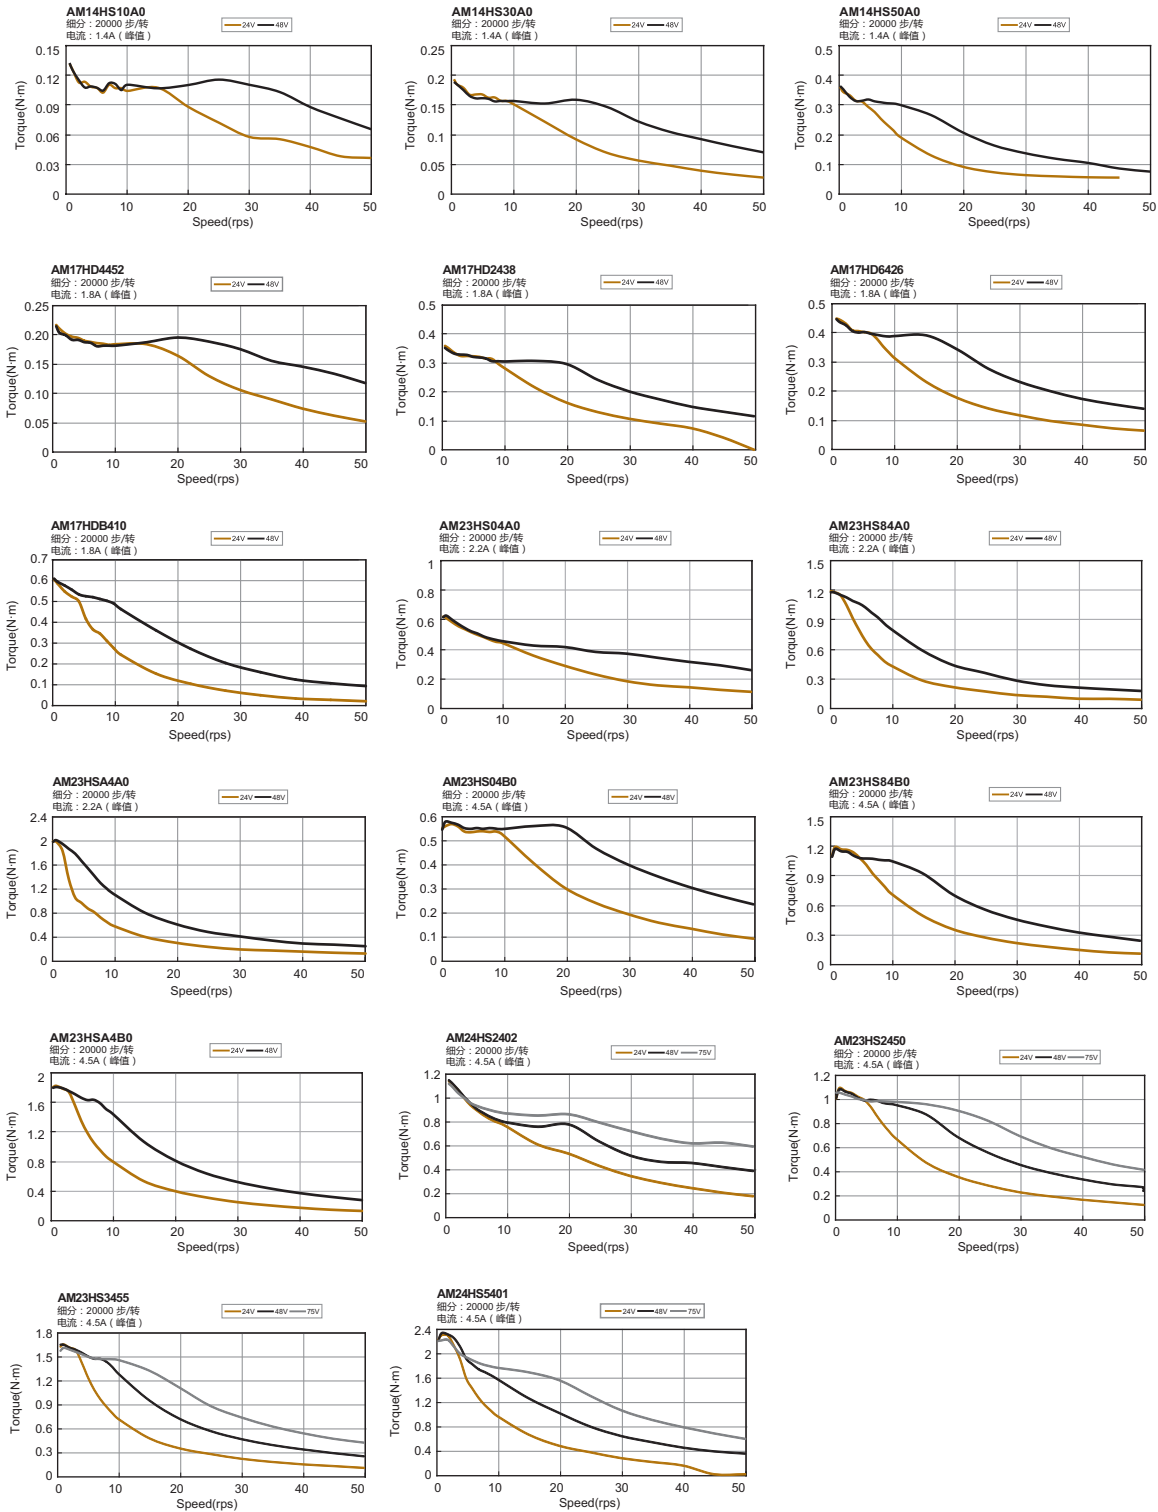 AM14HS10A0
细分：20000 步/转
电流：1.4A（峰值）
24V 48V
Torque(N·m)
0.15
0.12
0.09
0.06
0.03
0
0 10 20 30 40 50
Speed(rps)
AM14HS30A0
细分：20000 步/转
电流：1.4A（峰值）
24V 48V
Torque(N·m)
0.25
0.2
0.15
0.1
0.05
0
0 10 20 30 40 50
Speed(rps)
AM14HS50A0
细分：20000 步/转
电流：1.4A（峰值）
24V 48V
Torque(N·m)
0.5
0.4
0.3
0.2
0.1
0
0 10 20 30 40 50
Speed(rps)
AM17HD4452
细分：20000 步/转
电流：1.8A（峰值）
24V 48V
Torque(N·m)
0.25
0.20
0.15
0.10
0.05
0
0 10 20 30 40 50
Speed(rps)
AM17HD2438
细分：20000 步/转
电流：1.8A（峰值）
24V 48V
Torque(N·m)
0.5
0.4
0.3
0.2
0.1
0
0 10 20 30 40 50
Speed(rps)
AM17HD6426
细分：20000 步/转
电流：1.8A（峰值）
24V 48V
Torque(N·m)
0.5
0.4
0.3
0.2
0.1
0
0 10 20 30 40 50
Speed(rps)
AM17HDB410
细分：20000 步/转
电流：1.8A（峰值）
24V 48V
Torque(N·m)
0.7
0.6
0.5
0.4
0.3
0.2
0.1
0
0 10 20 30 40 50
Speed(rps)
AM23HS04A0
细分：20000 步/转
电流：2.2A（峰值）
24V 48V
Torque(N·m)
1
0.8
0.6
0.4
0.2
0
0 10 20 30 40 50
Speed(rps)
AM23HS84A0
细分：20000 步/转
电流：2.2A（峰值）
24V 48V
Torque(N·m)
1.5
1.2
0.9
0.6
0.3
0
0 10 20 30 40 50
Speed(rps)
AM23HSA4A0
细分：20000 步/转
电流：2.2A（峰值）
24V 48V
Torque(N·m)
2.4
2
1.6
1.2
0.8
0.4
0
0 10 20 30 40 50
Speed(rps)
AM23HS04B0
细分：20000 步/转
电流：4.5A（峰值）
24V 48V
Torque(N·m)
0.6
0.5
0.4
0.3
0.2
0.1
0
0 10 20 30 40 50
Speed(rps)
AM23HS84B0
细分：20000 步/转
电流：4.5A（峰值）
24V 48V
Torque(N·m)
1.5
1.2
0.9
0.6
0.3
0
0 10 20 30 40 50
Speed(rps)
AM23HSA4B0
细分：20000 步/转
电流：4.5A（峰值）
24V 48V
Torque(N·m)
2
1.6
1.2
0.8
0.4
0
0 10 20 30 40 50
Speed(rps)
AM24HS2402
细分：20000 步/转
电流：4.5A（峰值）
24V 48V 75V
Torque(N·m)
1.2
1
0.8
0.6
0.4
0.2
0
0 10 20 30 40 50
Speed(rps)
AM23HS2450
细分：20000 步/转
电流：4.5A（峰值）
24V 48V 75V
Torque(N·m)
1.2
1
0.8
0.6
0.4
0.2
0
0 10 20 30 40 50
Speed(rps)
AM23HS3455
细分：20000 步/转
电流：4.5A（峰值）
24V 48V 75V
Torque(N·m)
1.8
1.5
1.2
0.9
0.6
0.3
0
0 10 20 30 40 50
Speed(rps)
AM24HS5401
细分：20000 步/转
电流：4.5A（峰值）
24V 48V 75V
Torque(N·m)
2.4
2
1.6
1.2
0.8
0.4
0
0 10 20 30 40 50
Speed(rps)